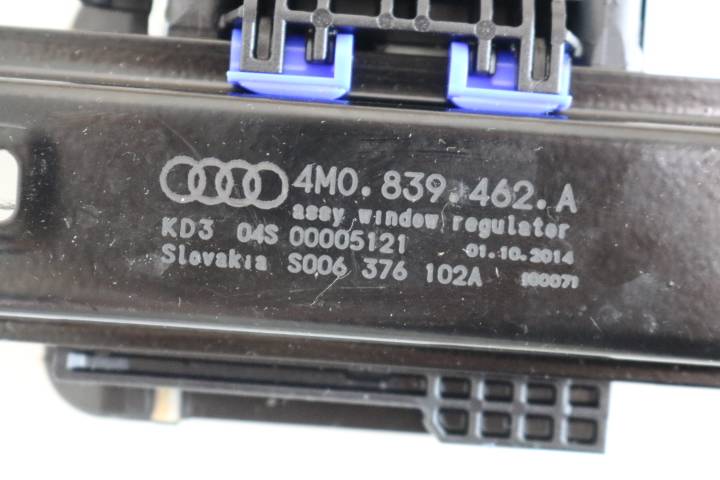 4M0.839.462.A
assy window regulator
KD3 04S 00005121 01.10.2014
Slovakia S006 376 102A